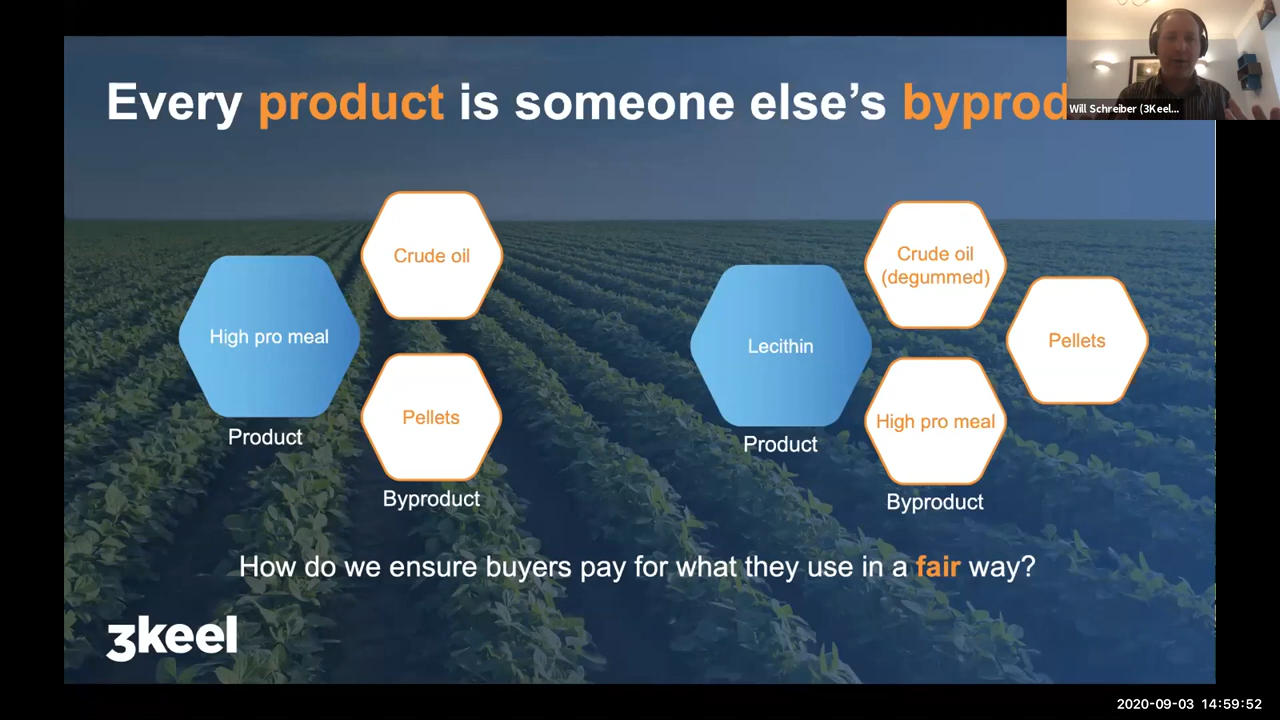 Every product is someone else's byprod
Will Schreiber (3Keel...
Crude oil
High pro meal
Pellets
Product
Byproduct
Crude oil
(degummed)
Lecithin
Pellets
High pro meal
Product
Byproduct
How do we ensure buyers pay for what they use in a fair way?
3keel
2020-09-03 14:59:52